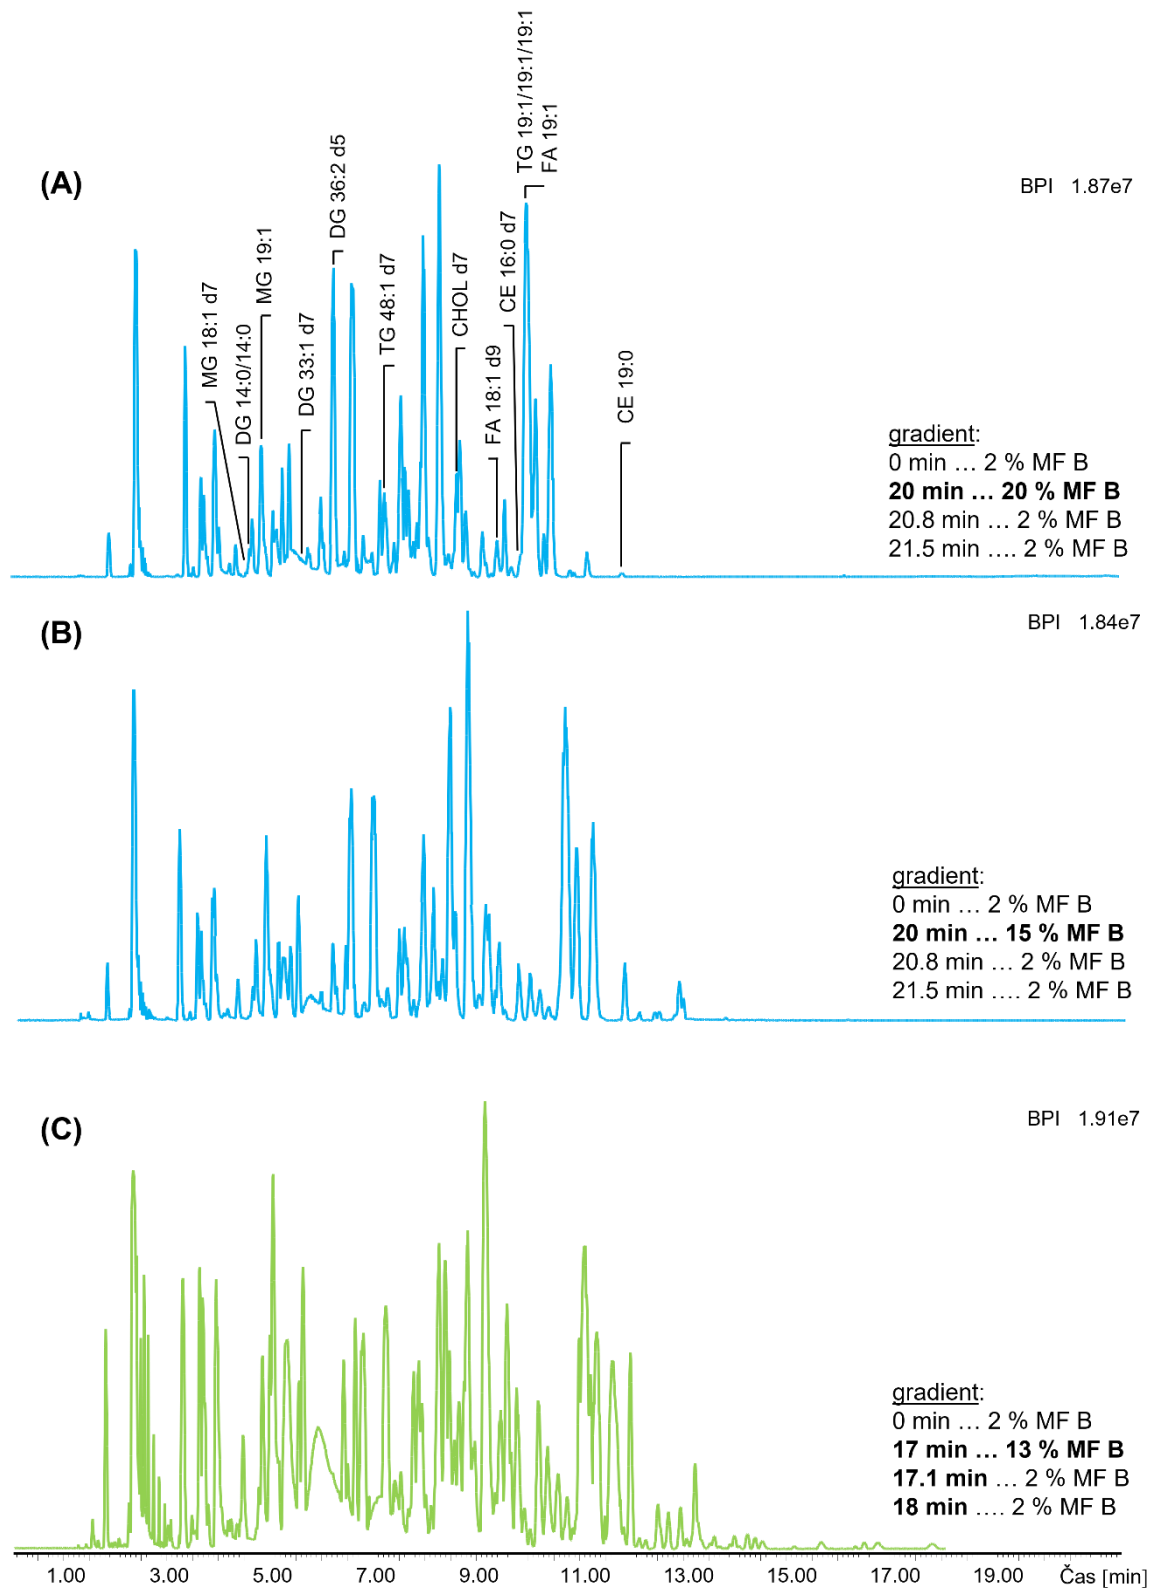 (A)
BPI 1.87e7
MG 18:1 d7
DG 14:0/14:0
MG 19:1
DG 33:1 d7
DG 36:2 d5
TG 48:1 d7
CHOL d7
FA 18:1 d9
CE 16:0 d7
TG 19:1/19:1/19:1
FA 19:1
CE 19:0
gradient:
0 min … 2 % MF B
20 min … 20 % MF B
20.8 min … 2 % MF B
21.5 min …. 2 % MF B
(B)
BPI 1.84e7
gradient:
0 min … 2 % MF B
20 min … 15 % MF B
20.8 min … 2 % MF B
21.5 min …. 2 % MF B
(C)
BPI 1.91e7
gradient:
0 min … 2 % MF B
17 min … 13 % MF B
17.1 min … 2 % MF B
18 min …. 2 % MF B
1.00 3.00 5.00 7.00 9.00 11.00 13.00 15.00 17.00 19.00 Čas [min]